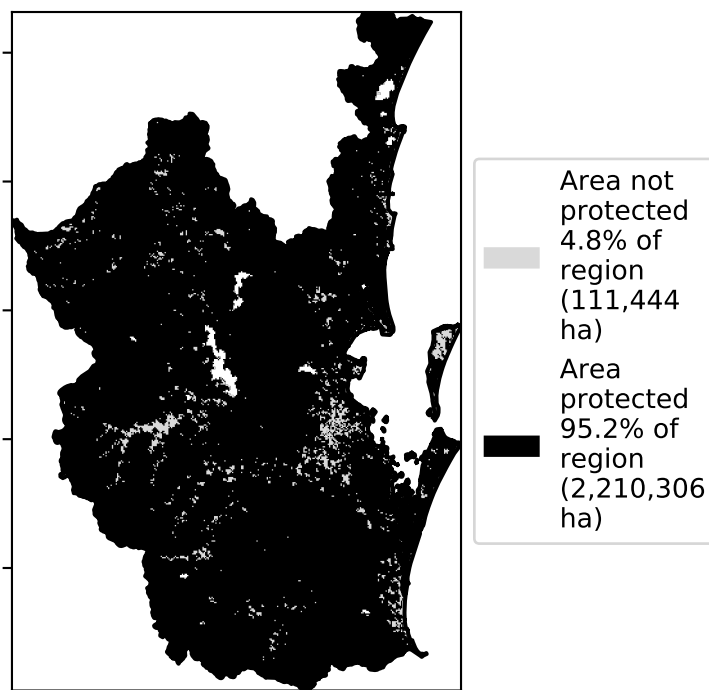 Area not
protected
4.8% of
region
(111,444
ha)
Area
protected
95.2% of
region
(2,210,306
ha)